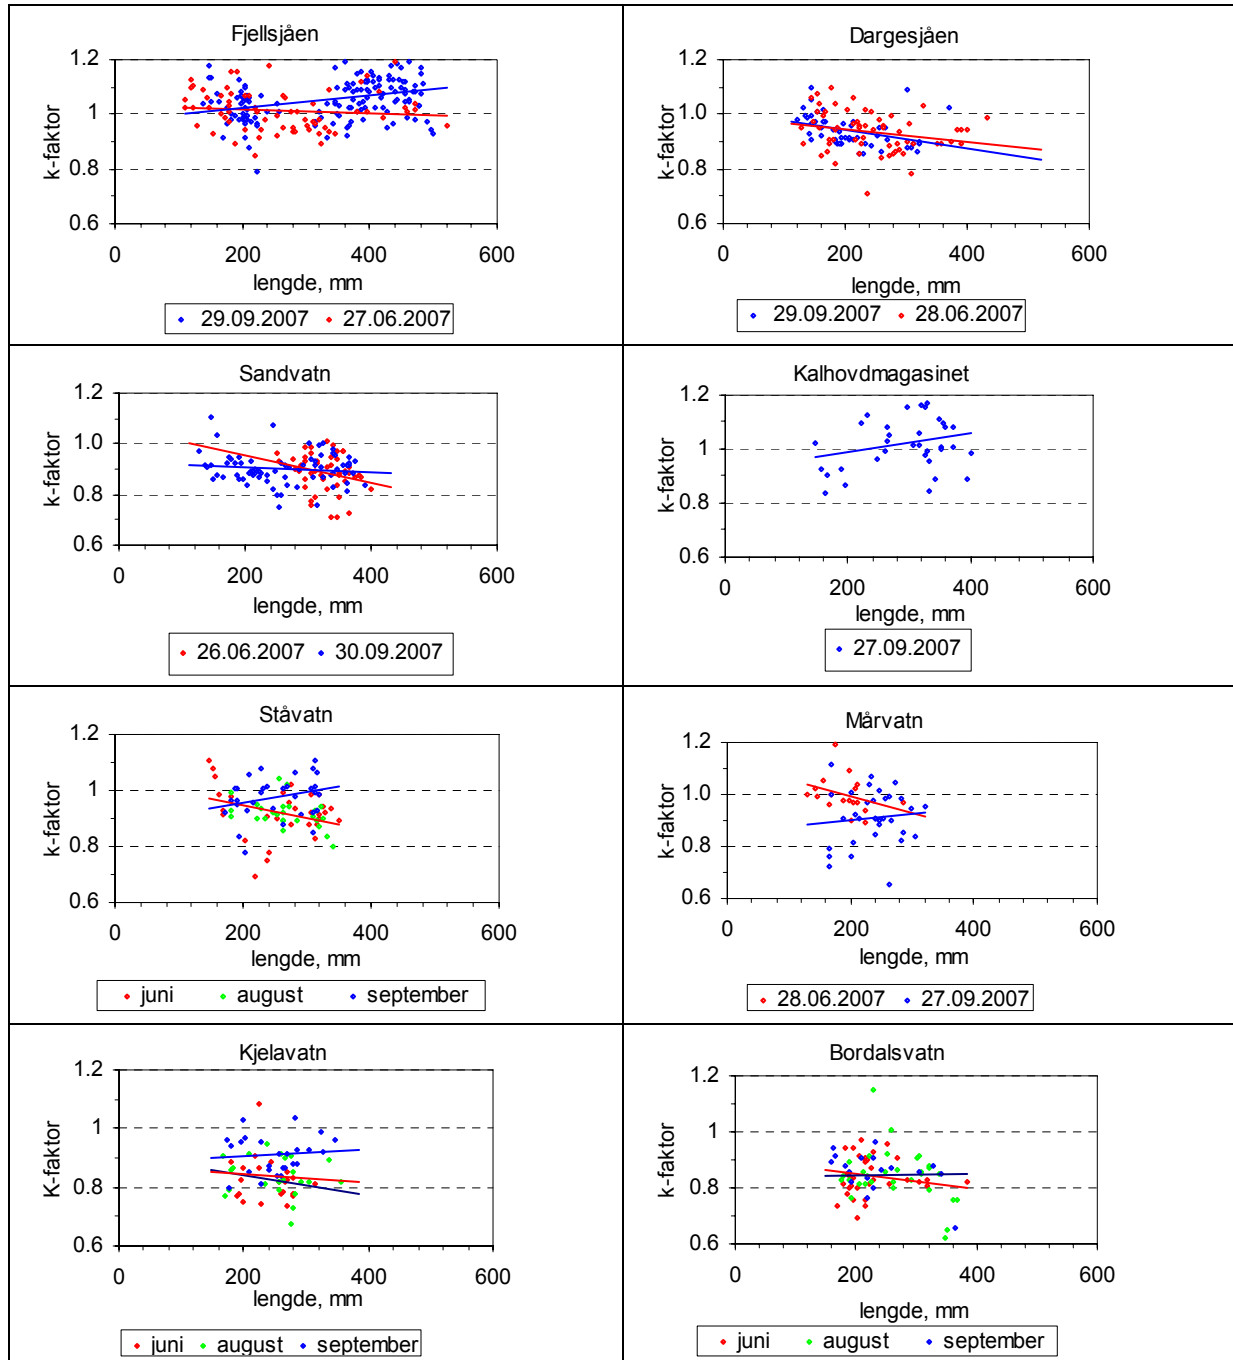 Fjellsjåen
1.2
1
0.8
0.6
k-faktor
0 200 400 600
lengde, mm
29.09.2007 27.06.2007
Dargesjåen
1.2
1
0.8
0.6
k-faktor
0 200 400 600
lengde, mm
29.09.2007 28.06.2007
Sandvatn
1.2
1.0
0.8
0.6
k-faktor
0 200 400 600
lengde, mm
26.06.2007 30.09.2007
Kalhovdmagasinet
1.2
1
0.8
0.6
k-faktor
0 200 400 600
lengde, mm
27.09.2007
Ståvatn
1.2
1
0.8
0.6
k-faktor
0 200 400 600
lengde, mm
juni august september
Mårvatn
1.2
1.0
0.8
0.6
k-faktor
0 200 400 600
lengde, mm
28.06.2007 27.09.2007
Kjelavatn
1.2
1
0.8
0.6
K-faktor
0 200 400 600
lengde, mm
juni august september
Bordalsvatn
1.2
1
0.8
0.6
k-faktor
0 200 400 600
lengde, mm
juni august september